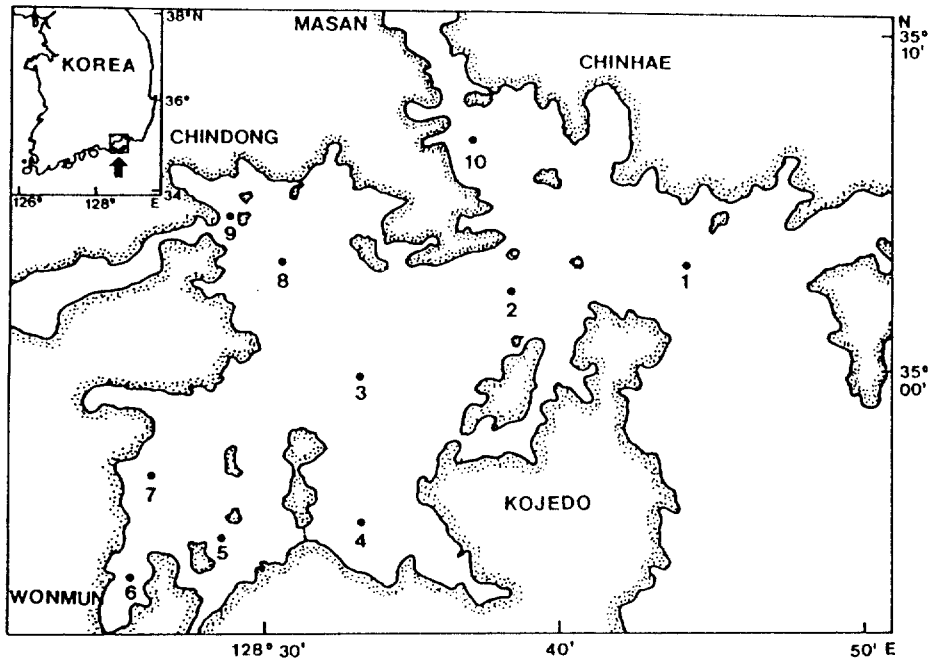 38°N
MASAN
N
35°
10'
KOREA
CHINHAE
36°
CHINDONG
10
126°
128°
E
34
9
8
1
2
35°
00'
3
7
KOJEDO
4
5
6
WONMUN
128° 30'
40'
50' E